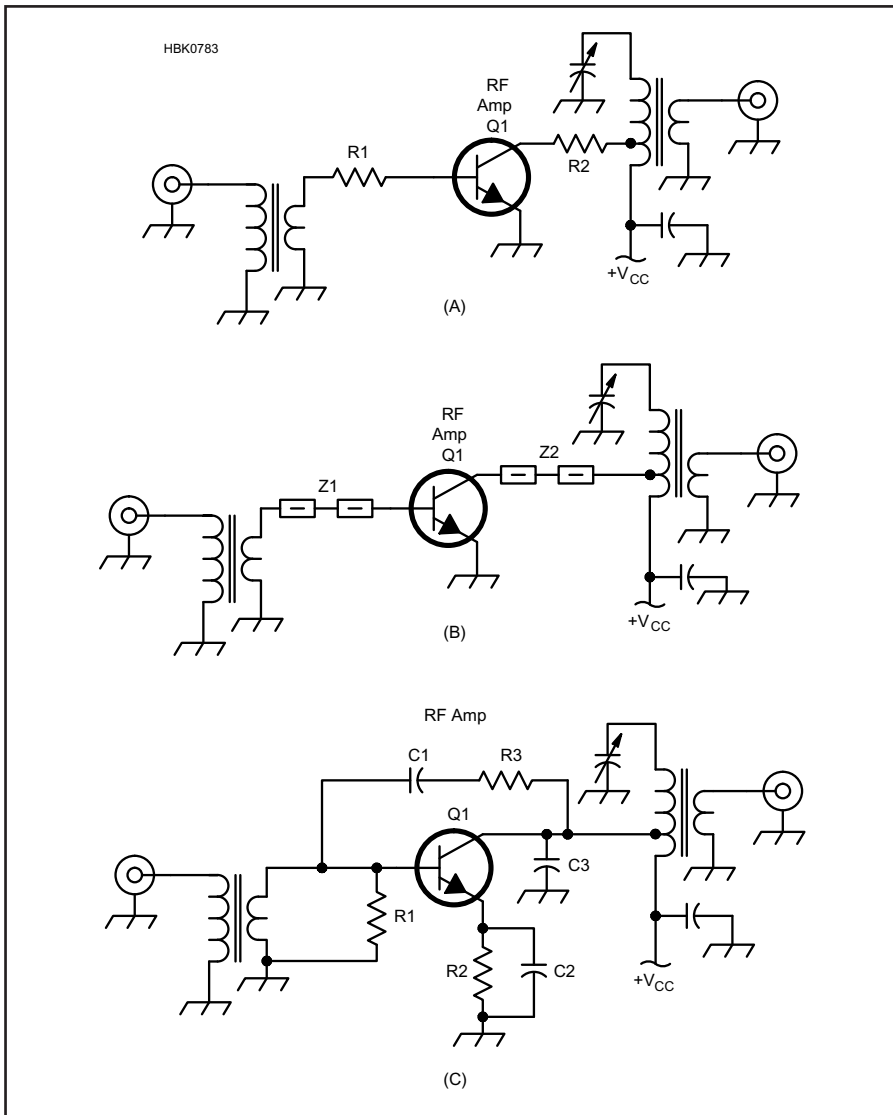 HBK0783
RF
Amp
Q1
R1
R2
+VCC
(A)
RF
Amp
Q1
Z2
Z1
+VCC
(B)
RF Amp
C1
R3
Q1
C3
R1
R2
C2
+VCC
(C)